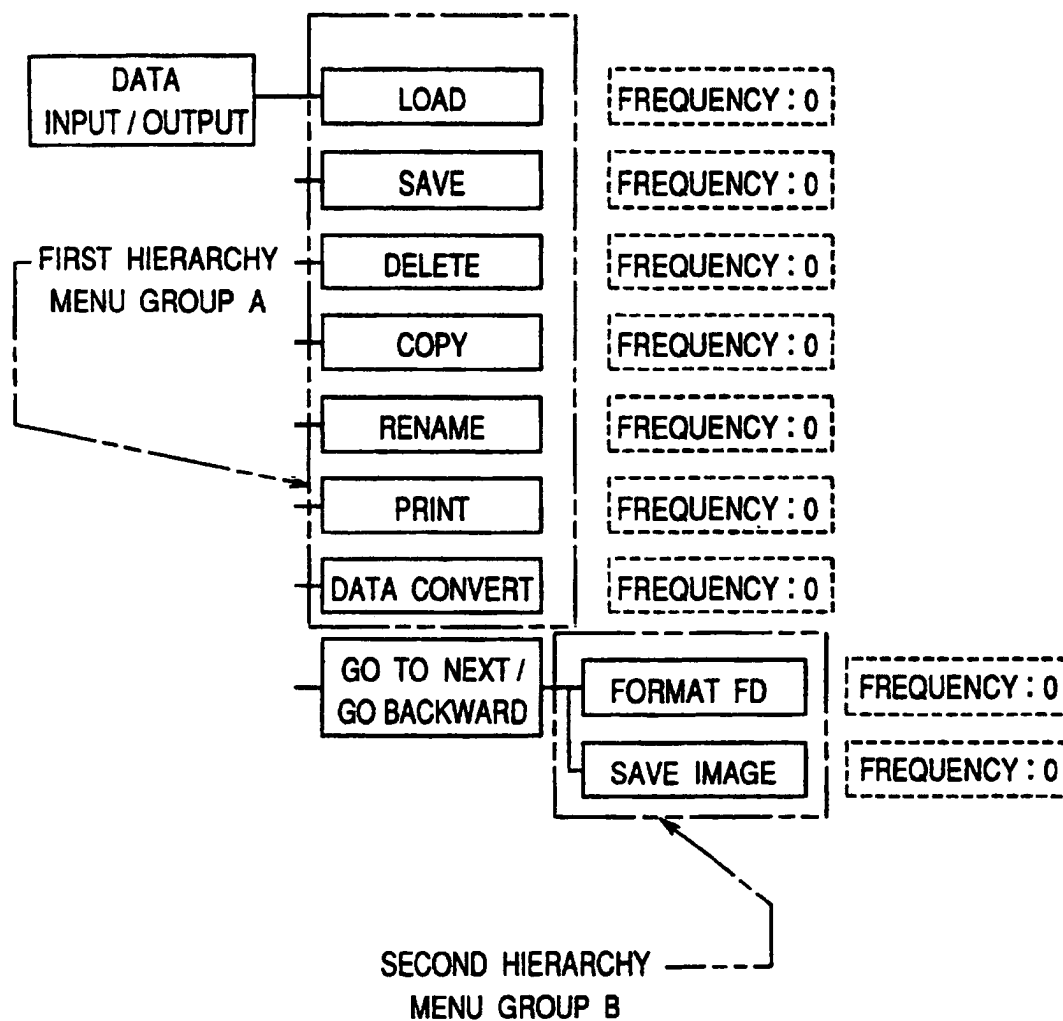 DATA
INPUT / OUTPUT
LOAD
FREQUENCY : 0
SAVE
FREQUENCY : 0
FIRST HIERARCHY
MENU GROUP A
DELETE
FREQUENCY : 0
COPY
FREQUENCY : 0
RENAME
FREQUENCY : 0
PRINT
FREQUENCY : 0
DATA CONVERT
FREQUENCY : 0
GO TO NEXT /
GO BACKWARD
FORMAT FD
FREQUENCY : 0
SAVE IMAGE
FREQUENCY : 0
SECOND HIERARCHY
MENU GROUP B